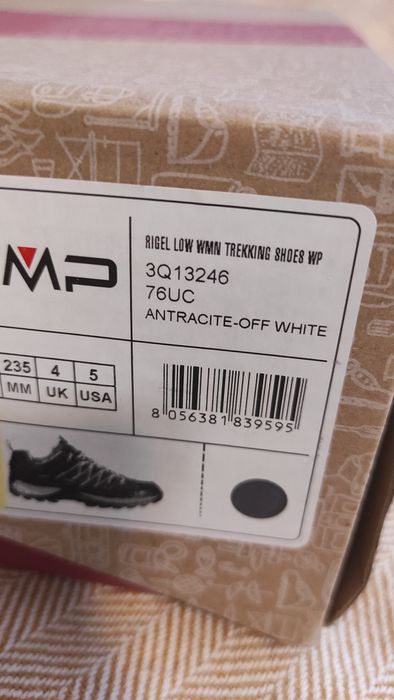 MP
RIGEL LOW WMN TREKKING SHOES WP
3Q13246
76UC
ANTRACITE-OFF WHITE
235 4 5
MM UK USA
8 056381 839595